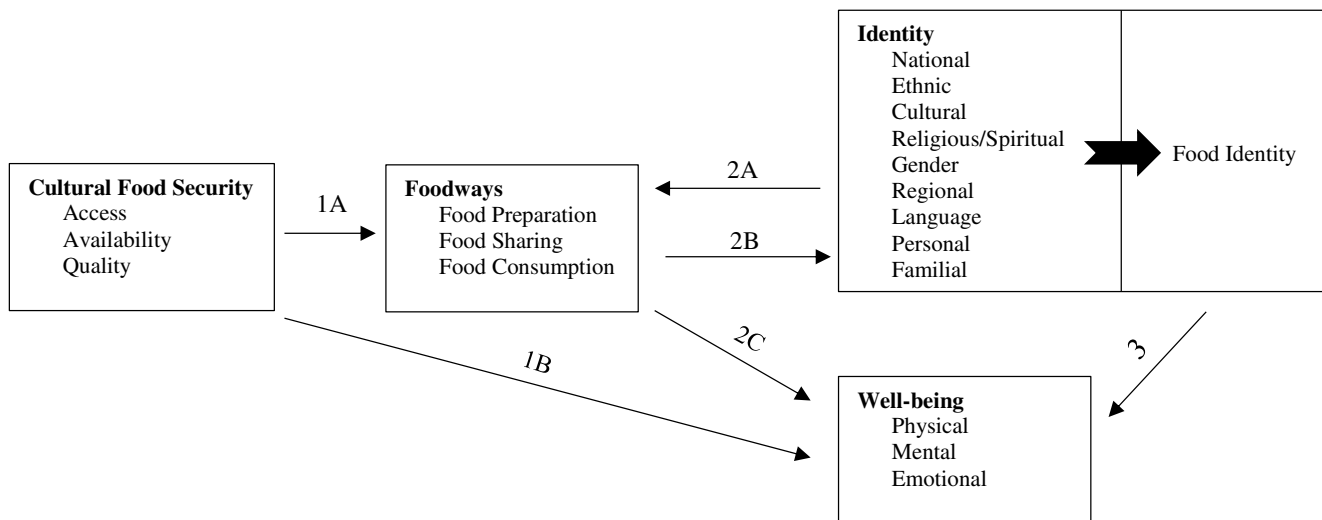 Cultural Food Security
Access
Availability
Quality
1A
Foodways
Food Preparation
Food Sharing
Food Consumption
2A
2B
Identity
National
Ethnic
Cultural
Religious/Spiritual
Gender
Regional
Language
Personal
Familial
Food Identity
1B
2C
3
Well-being
Physical
Mental
Emotional